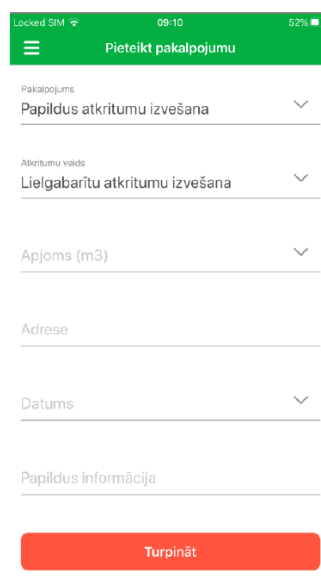 Locked SIM 09:10 52%
Pieteikt pakalpojumu
Pakalpojums
Papildus atkritumu izvešana
Atkritumu veids
Lielgabarītu atkritumu izvešana
Apjoms (m3)
Adrese
Datums
Papildus informācija
Turpināt